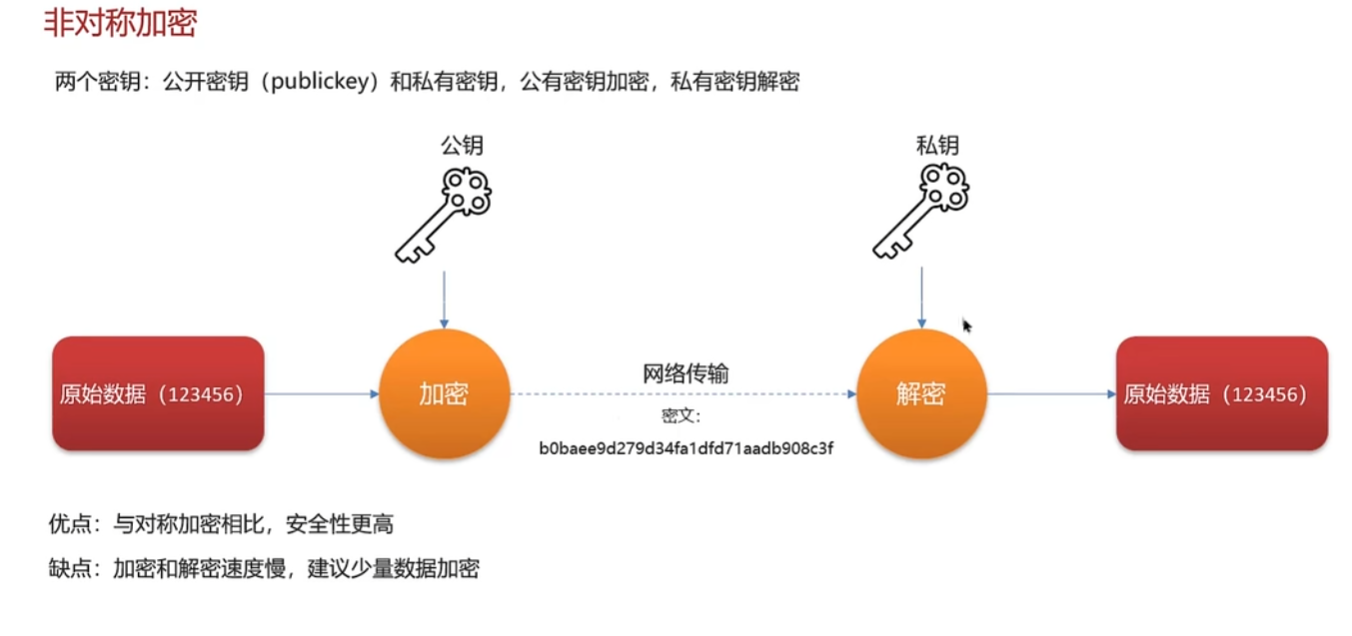 非对称加密
两个密钥：公开密钥（publickey）和私有密钥，公有密钥加密，私有密钥解密
公钥
私钥
原始数据（123456）
加密
网络传输
密文：
b0baee9d279d34fa1dfd71aadb908c3f
解密
原始数据（123456）
优点：与对称加密相比，安全性更高
缺点：加密和解密速度慢，建议少量数据加密